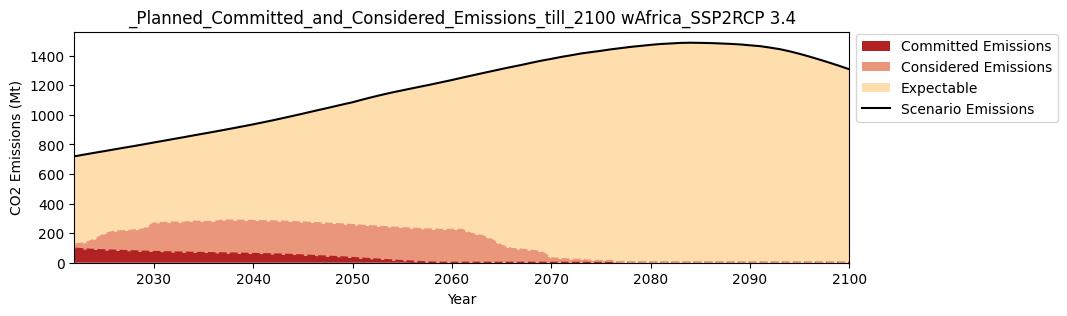 _Planned_Committed_and_Considered_Emissions_till_2100 wAfrica_SSP2RCP 3.4
CO2 Emissions (Mt)
1400
1200
1000
800
600
400
200
0
2030 2040 2050 2060 2070 2080 2090 2100
Year
Committed Emissions
Considered Emissions
Expectable
Scenario Emissions